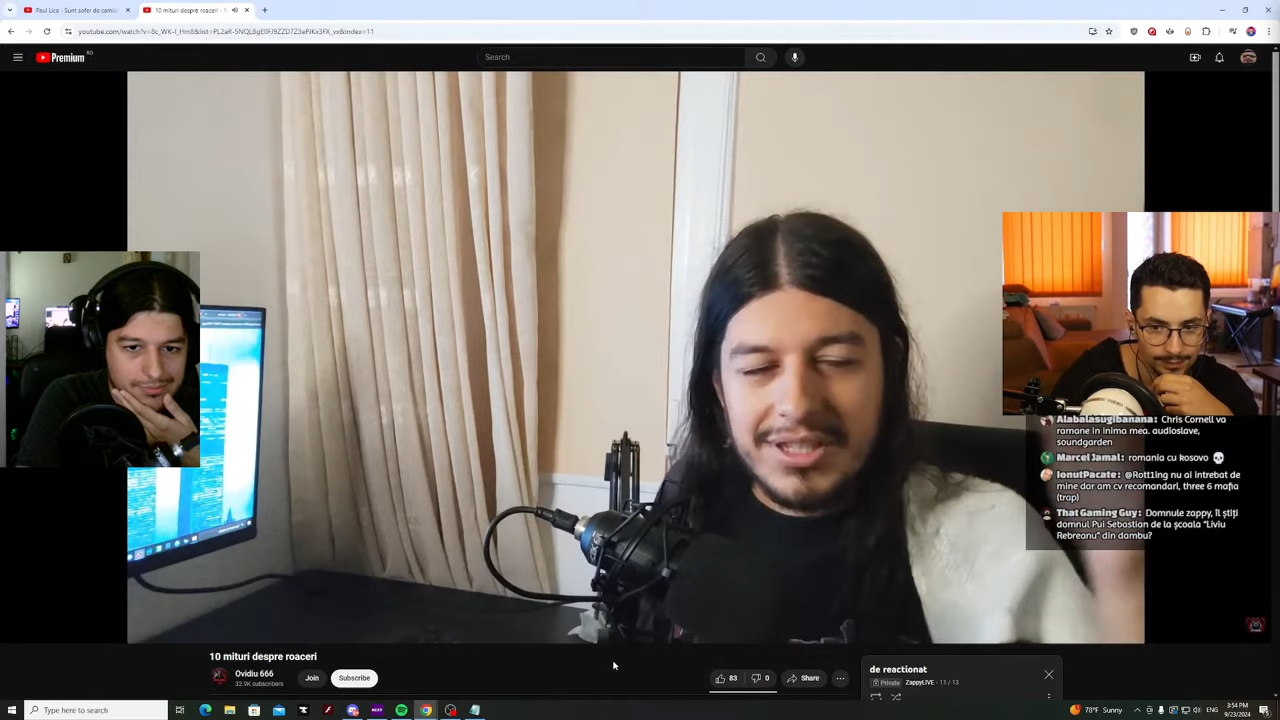 Paul Lica - Sunt sofer de camio
10 mituri despre roaceri - Y
youtube.com/watch?v=8c_WK-I_Hm8&list=PL2aR-5NQLBgE0FJ9ZZD7Z3ePJKx3FX_vx&index=11
Premium RO
Search
Alabalasugibanana: Chris Cornell va
ramane in inima mea. audioslave,
soundgarden
Marcel Jamal: romania cu kosovo 💀
IonutPacate: @Rott1ing nu ai intrebat de
mine dar am cv recomandari, three 6 mafia
(trap)
That Gaming Guy: Domnule zappy, îl știți
domnul Pui Sebastian de la școala "Liviu
Rebreanu" din dambu?
10 mituri despre roaceri
Ovidiu 666
32.9K subscribers
Join
Subscribe
83
0
Share
de reactionat
Private
ZappyLIVE - 11 / 13
Type here to search
78°F Sunny
ENG
3:54 PM
9/23/2024